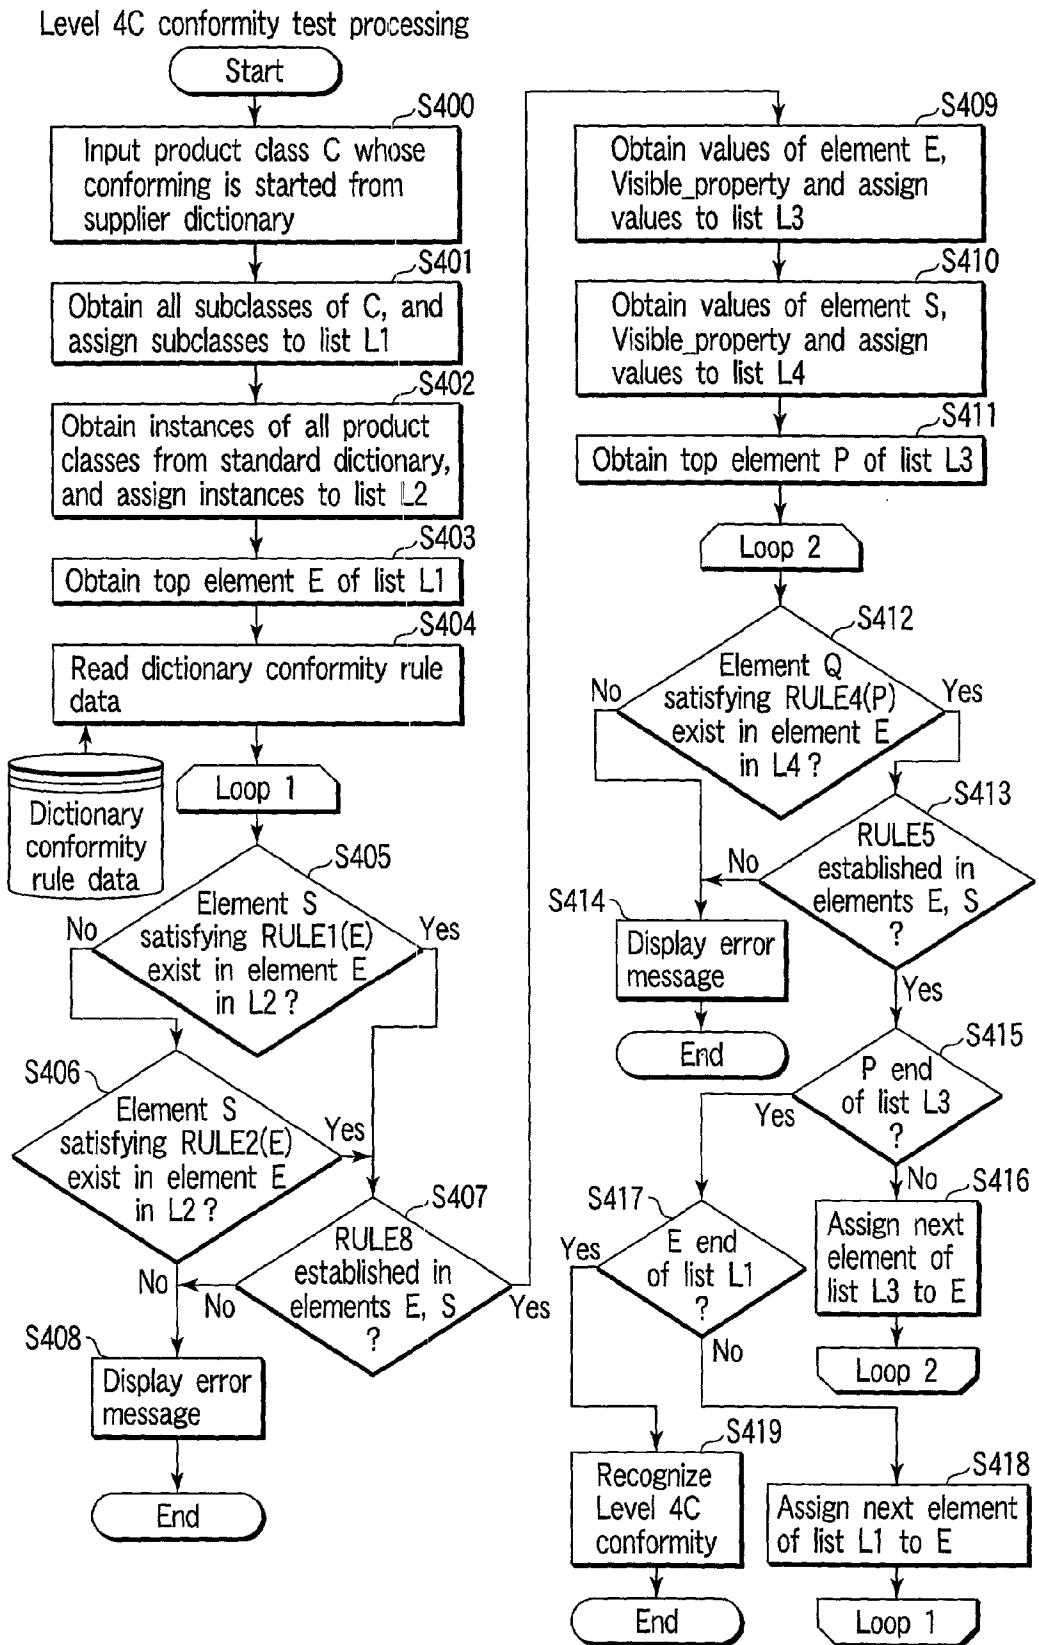 Level 4C conformity test processing
Start
S400
Input product class C whose
conforming is started from
supplier dictionary
S401
Obtain all subclasses of C, and
assign subclasses to list L1
S402
Obtain instances of all product
classes from standard dictionary,
and assign instances to list L2
S403
Obtain top element E of list L1
S404
Read dictionary conformity rule
data
Dictionary
conformity
rule data
Loop 1
S405
Element S
satisfying RULE1(E)
exist in element E
in L2 ?
No
Yes
S406
Element S
satisfying RULE2(E)
exist in element E
in L2 ?
Yes
No
S407
RULE8
established in
elements E, S
?
No
Yes
S408
Display error
message
End
S409
Obtain values of element E,
Visible_property and assign
values to list L3
S410
Obtain values of element S,
Visible_property and assign
values to list L4
S411
Obtain top element P of list L3
Loop 2
S412
Element Q
satisfying RULE4(P)
exist in element E
in L4 ?
No
Yes
S413
RULE5
established in
elements E, S
?
No
Yes
S414
Display error
message
End
S415
P end
of list L3
?
Yes
No
S416
Assign next
element of
list L3 to E
Loop 2
S417
E end
of list L1
?
Yes
No
S419
Recognize
Level 4C
conformity
End
S418
Assign next element
of list L1 to E
Loop 1